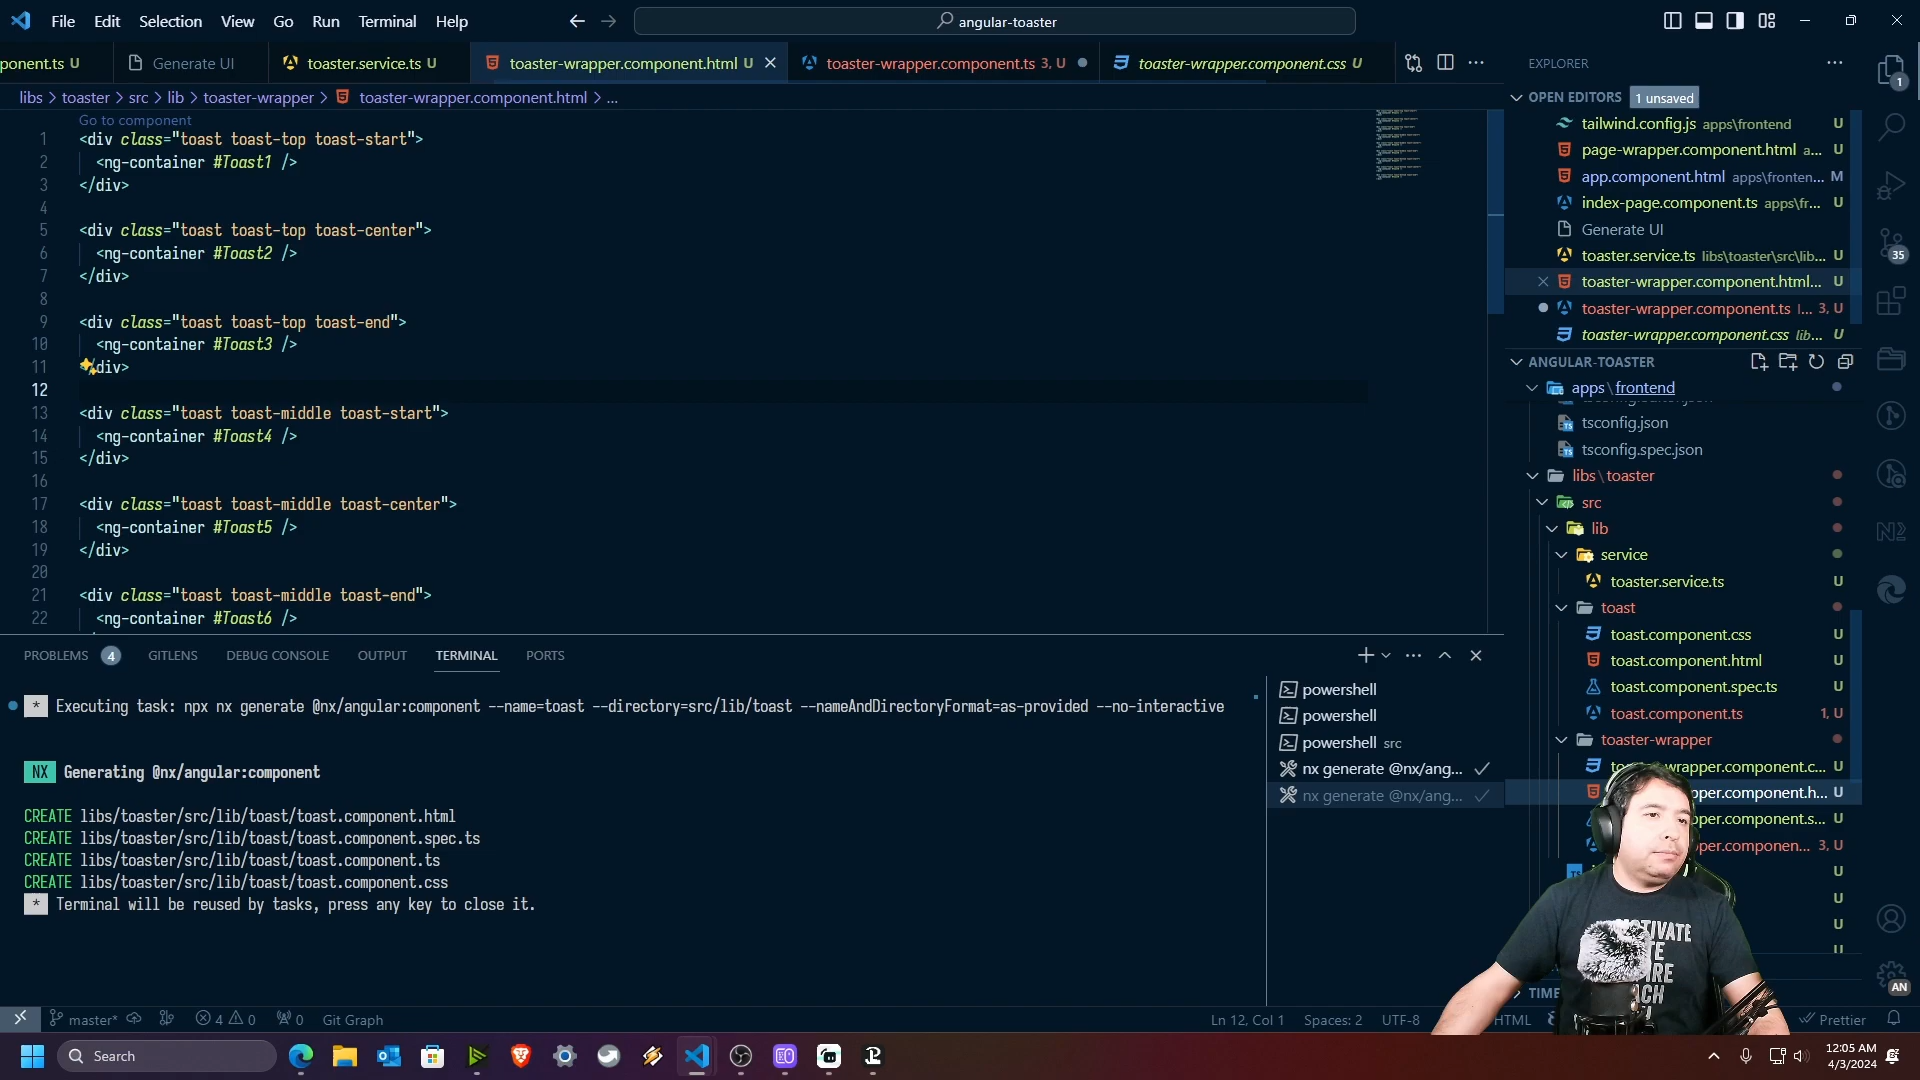 File Edit Selection View Go Run Terminal Help
angular-toaster
ponent.ts U
Generate UI
toaster.service.ts U
toaster-wrapper.component.html U
toaster-wrapper.component.ts 3, U
toaster-wrapper.component.css U
libs > toaster > src > lib > toaster-wrapper > toaster-wrapper.component.html > ...
Go to component
1 <div class="toast toast-top toast-start">
2 <ng-container #Toast1 />
3 </div>
4
5 <div class="toast toast-top toast-center">
6 <ng-container #Toast2 />
7 </div>
8
9 <div class="toast toast-top toast-end">
10 <ng-container #Toast3 />
11 div>
12
13 <div class="toast toast-middle toast-start">
14 <ng-container #Toast4 />
15 </div>
16
17 <div class="toast toast-middle toast-center">
18 <ng-container #Toast5 />
19 </div>
20
21 <div class="toast toast-middle toast-end">
22 <ng-container #Toast6 />
PROBLEMS 4 GITLENS DEBUG CONSOLE OUTPUT TERMINAL PORTS
* Executing task: npx nx generate @nx/angular:component --name=toast --directory=src/lib/toast --nameAndDirectoryFormat=as-provided --no-interactive
NX Generating @nx/angular:component
CREATE libs/toaster/src/lib/toast/toast.component.html
CREATE libs/toaster/src/lib/toast/toast.component.spec.ts
CREATE libs/toaster/src/lib/toast/toast.component.ts
CREATE libs/toaster/src/lib/toast/toast.component.css
* Terminal will be reused by tasks, press any key to close it.
powershell
powershell
powershell src
nx generate @nx/ang...
nx generate @nx/ang...
EXPLORER
OPEN EDITORS 1 unsaved
tailwind.config.js apps\frontend U
page-wrapper.component.html a... U
app.component.html apps\fronten... M
index-page.component.ts apps\fr... U
Generate UI
toaster.service.ts libs\toaster\src\lib... U
toaster-wrapper.component.html... U
toaster-wrapper.component.ts l... 3, U
toaster-wrapper.component.css lib... U
ANGULAR-TOASTER
apps\frontend
tsconfig.json
tsconfig.spec.json
libs\toaster
src
lib
service
toaster.service.ts U
toast
toast.component.css U
toast.component.html U
toast.component.spec.ts U
toast.component.ts 1, U
toaster-wrapper
wrapper.component.c... U
pper.component.h... U
pper.component.s... U
per.componen... 3, U
U
U
U
U
TIME
1
35
AN
master* 4 0 0 Git Graph
Ln 12, Col 1 Spaces: 2 UTF-8 HTML Prettier
Search
12:05 AM
4/3/2024